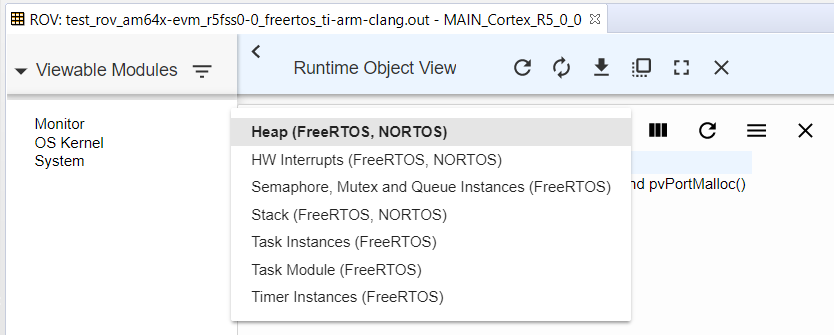 ROV: test_rov_am64x-evm_r5fss0-0_freertos_ti-arm-clang.out - MAIN_Cortex_R5_0_0
Viewable Modules
Runtime Object View
Monitor
OS Kernel
System
Heap (FreeRTOS, NORTOS)
HW Interrupts (FreeRTOS, NORTOS)
Semaphore, Mutex and Queue Instances (FreeRTOS)
Stack (FreeRTOS, NORTOS)
Task Instances (FreeRTOS)
Task Module (FreeRTOS)
Timer Instances (FreeRTOS)
nd pvPortMalloc()